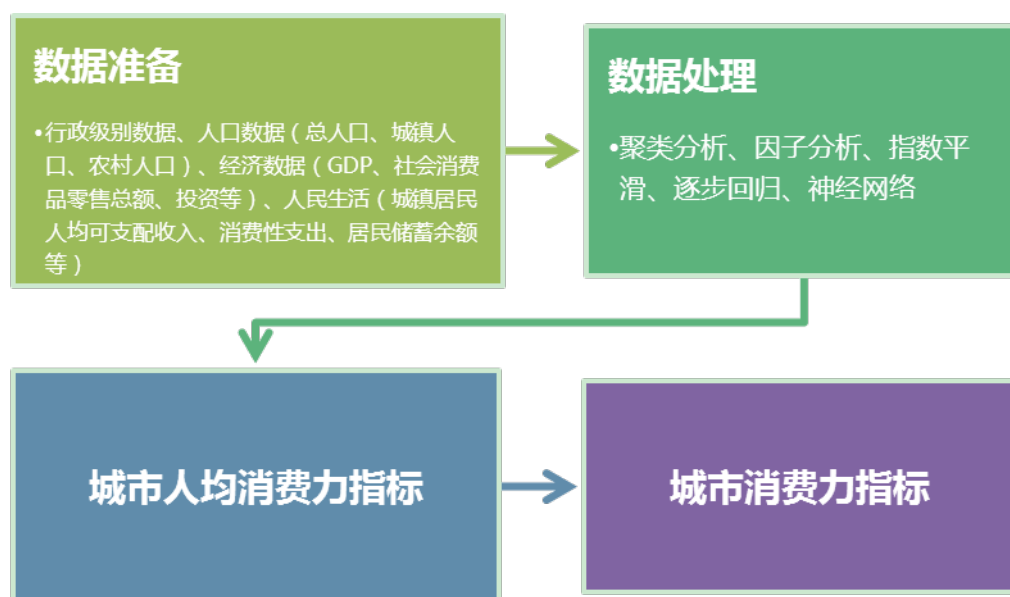 数据准备
•行政级别数据、人口数据（总人口、城镇人
口、农村人口）、经济数据（GDP、社会消费
品零售总额、投资等）、人民生活（城镇居民
人均可支配收入、消费性支出、居民储蓄余额
等）
数据处理
•聚类分析、因子分析、指数平
滑、逐步回归、神经网络
城市人均消费力指标
城市消费力指标